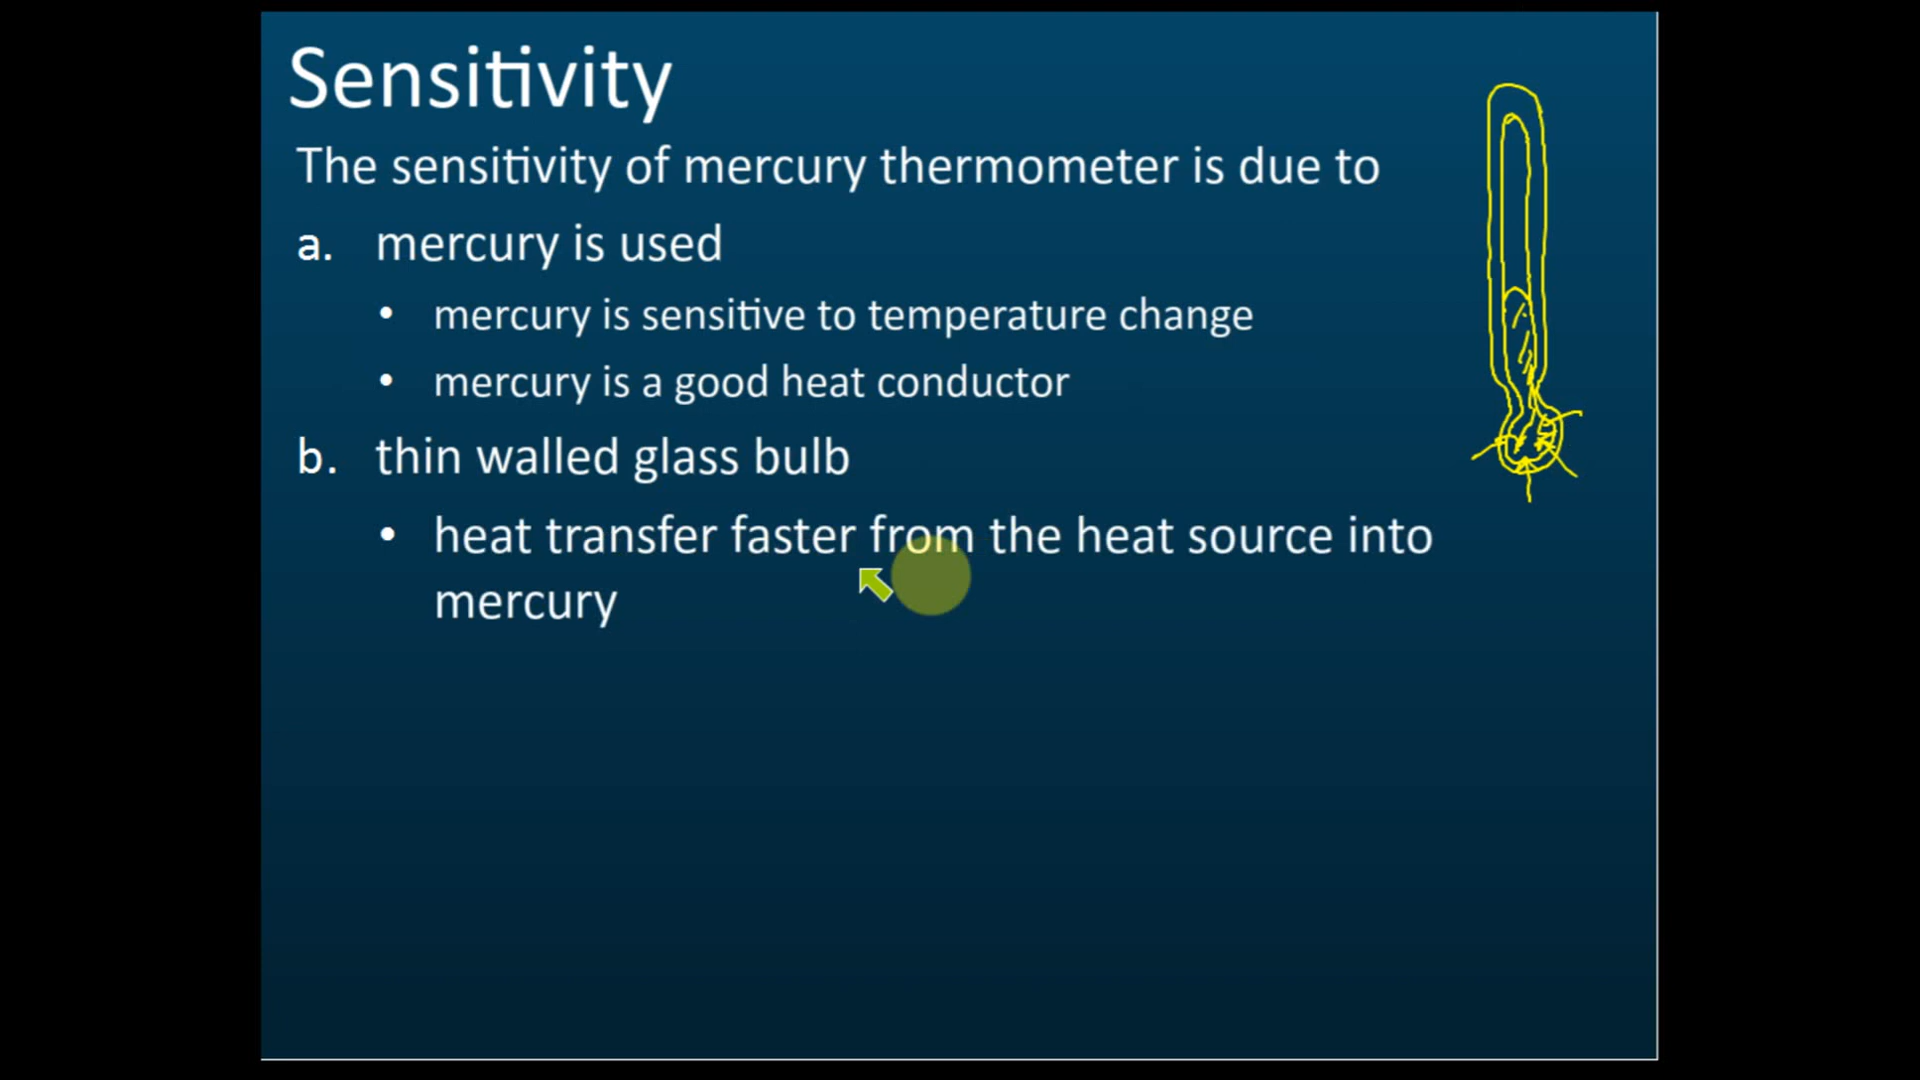 Sensitivity
The sensitivity of mercury thermometer is due to
a. mercury is used
• mercury is sensitive to temperature change
• mercury is a good heat conductor
b. thin walled glass bulb
• heat transfer faster from the heat source into
mercury